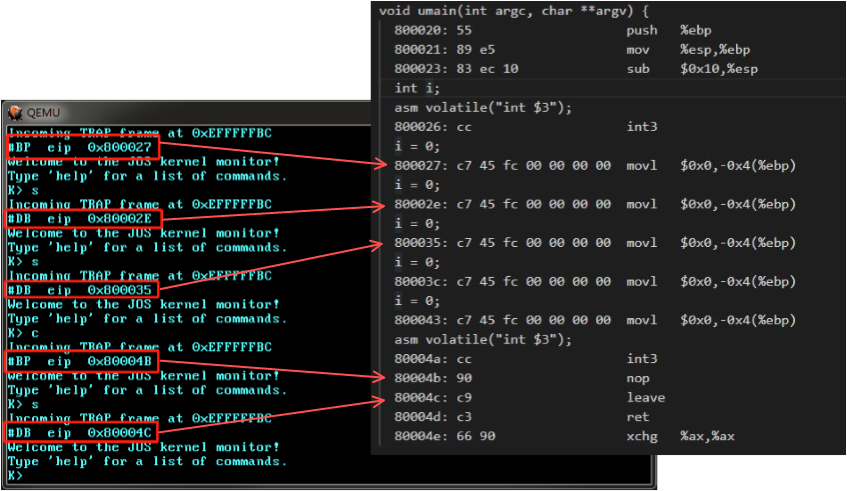 QEMU
Incoming TRAP frame at 0xEFFFFFBC
#BP eip 0x800027
Welcome to the JOS kernel monitor!
Type 'help' for a list of commands.
K> s
Incoming TRAP frame at 0xEFFFFFBC
#DB eip 0x80002E
Welcome to the JOS kernel monitor!
Type 'help' for a list of commands.
K> s
Incoming TRAP frame at 0xEFFFFFBC
#DB eip 0x800035
Welcome to the JOS kernel monitor!
Type 'help' for a list of commands.
K> c
Incoming TRAP frame at 0xEFFFFFBC
#BP eip 0x80004B
Welcome to the JOS kernel monitor!
Type 'help' for a list of commands.
K> s
Incoming TRAP frame at 0xEFFFFFBC
#DB eip 0x80004C
Welcome to the JOS kernel monitor!
Type 'help' for a list of commands.
K>
void umain(int argc, char **argv) {
800020: 55 push %ebp
800021: 89 e5 mov %esp,%ebp
800023: 83 ec 10 sub $0x10,%esp
int i;
asm volatile("int $3");
800026: cc int3
i = 0;
800027: c7 45 fc 00 00 00 00 movl $0x0,-0x4(%ebp)
i = 0;
80002e: c7 45 fc 00 00 00 00 movl $0x0,-0x4(%ebp)
i = 0;
800035: c7 45 fc 00 00 00 00 movl $0x0,-0x4(%ebp)
i = 0;
80003c: c7 45 fc 00 00 00 00 movl $0x0,-0x4(%ebp)
i = 0;
800043: c7 45 fc 00 00 00 00 movl $0x0,-0x4(%ebp)
asm volatile("int $3");
80004a: cc int3
80004b: 90 nop
80004c: c9 leave
80004d: c3 ret
80004e: 66 90 xchg %ax,%ax